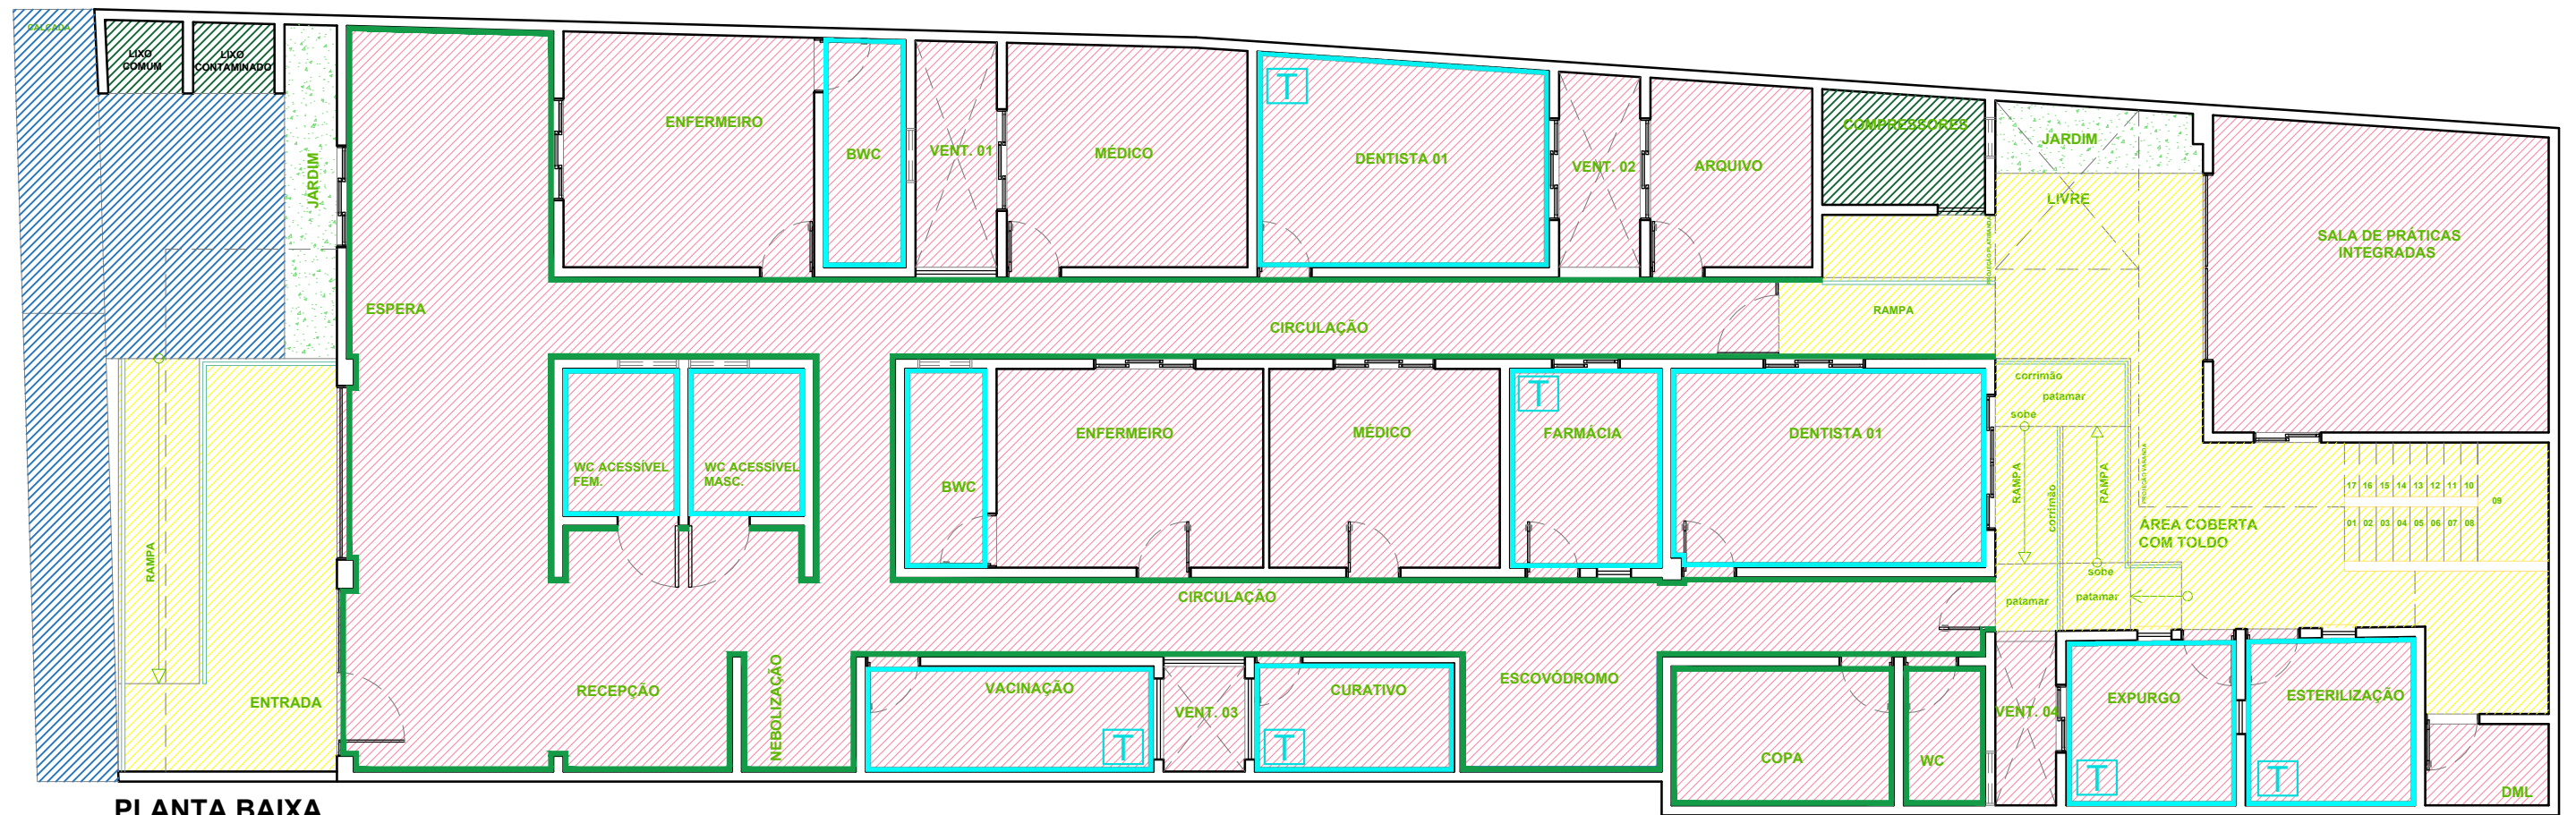 CALÇADA
LIXO
COMUM
LIXO
CONTAMINADO
JARDIM
ENFERMEIRO
BWC
VENT. 01
MÉDICO
T
DENTISTA 01
VENT. 02
ARQUIVO
COMPRESSORES
JARDIM
LIVRE
SALA DE PRÁTICAS
INTEGRADAS
ESPERA
CIRCULAÇÃO
RAMPA
WC ACESSÍVEL
FEM.
WC ACESSÍVEL
MASC.
BWC
ENFERMEIRO
MÉDICO
T
FARMÁCIA
DENTISTA 01
corrimão
patamar
sobe
RAMPA
corrimão
RAMPA
sobe
patamar
patamar
ÁREA COBERTA
COM TOLDO
17 16 15 14 13 12 11 10
09
01 02 03 04 05 06 07 08
RAMPA
ENTRADA
CIRCULAÇÃO
RECEPÇÃO
NEBOLIZAÇÃO
VACINAÇÃO
T
VENT. 03
CURATIVO
T
ESCOVÓDROMO
COPA
WC
VENT. 04
EXPURGO
T
ESTERILIZAÇÃO
T
DML
PLANTA BAIXA